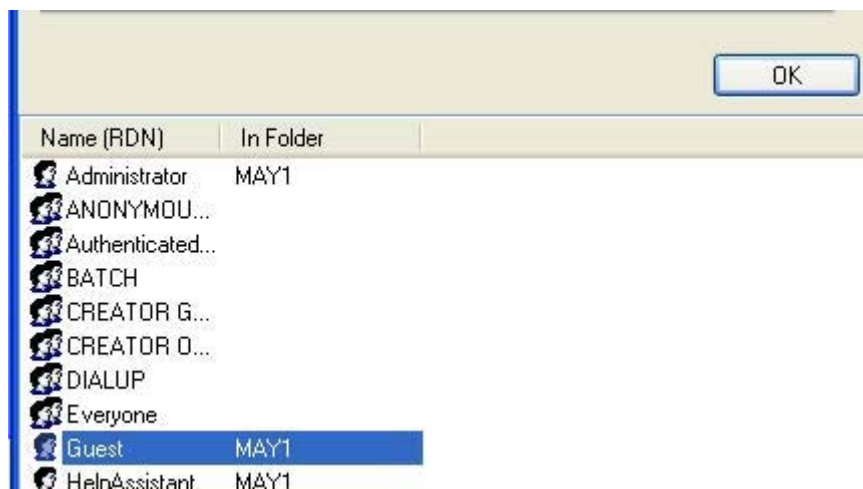 OK
Name (RDN) In Folder
Administrator MAY1
ANONYMOU...
Authenticated...
BATCH
CREATOR G...
CREATOR O...
DIALUP
Everyone
Guest MAY1
HelpAssistant MAY1